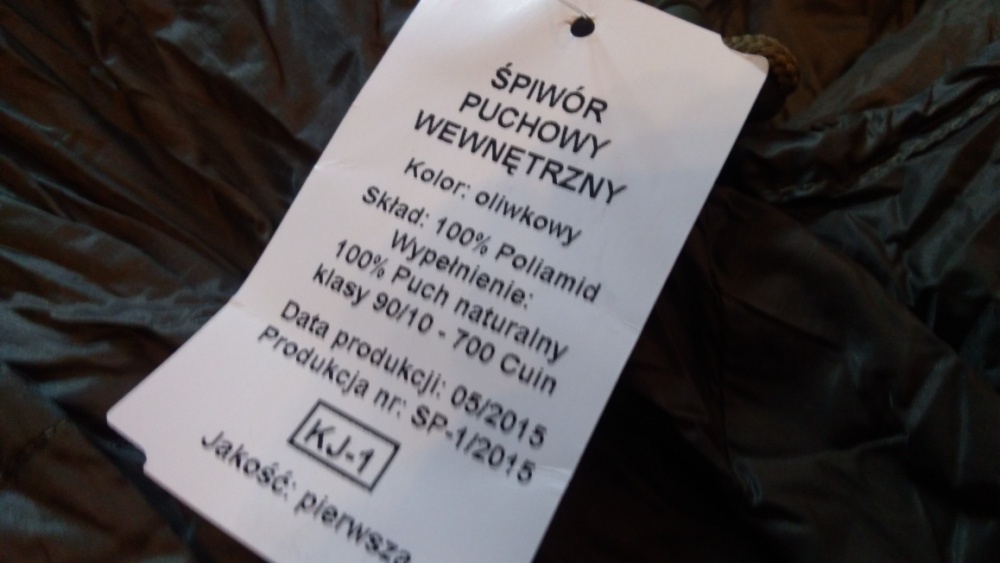 ŚPIWÓR
PUCHOWY
WEWNĘTRZNY
Kolor: oliwkowy
Skład: 100% Poliamid
Wypełnienie:
100% Puch naturalny
klasy 90/10 - 700 Cuin
Data produkcji: 05/2015
Produkcja nr: SP-1/2015
KJ-1
Jakość: pierwsza